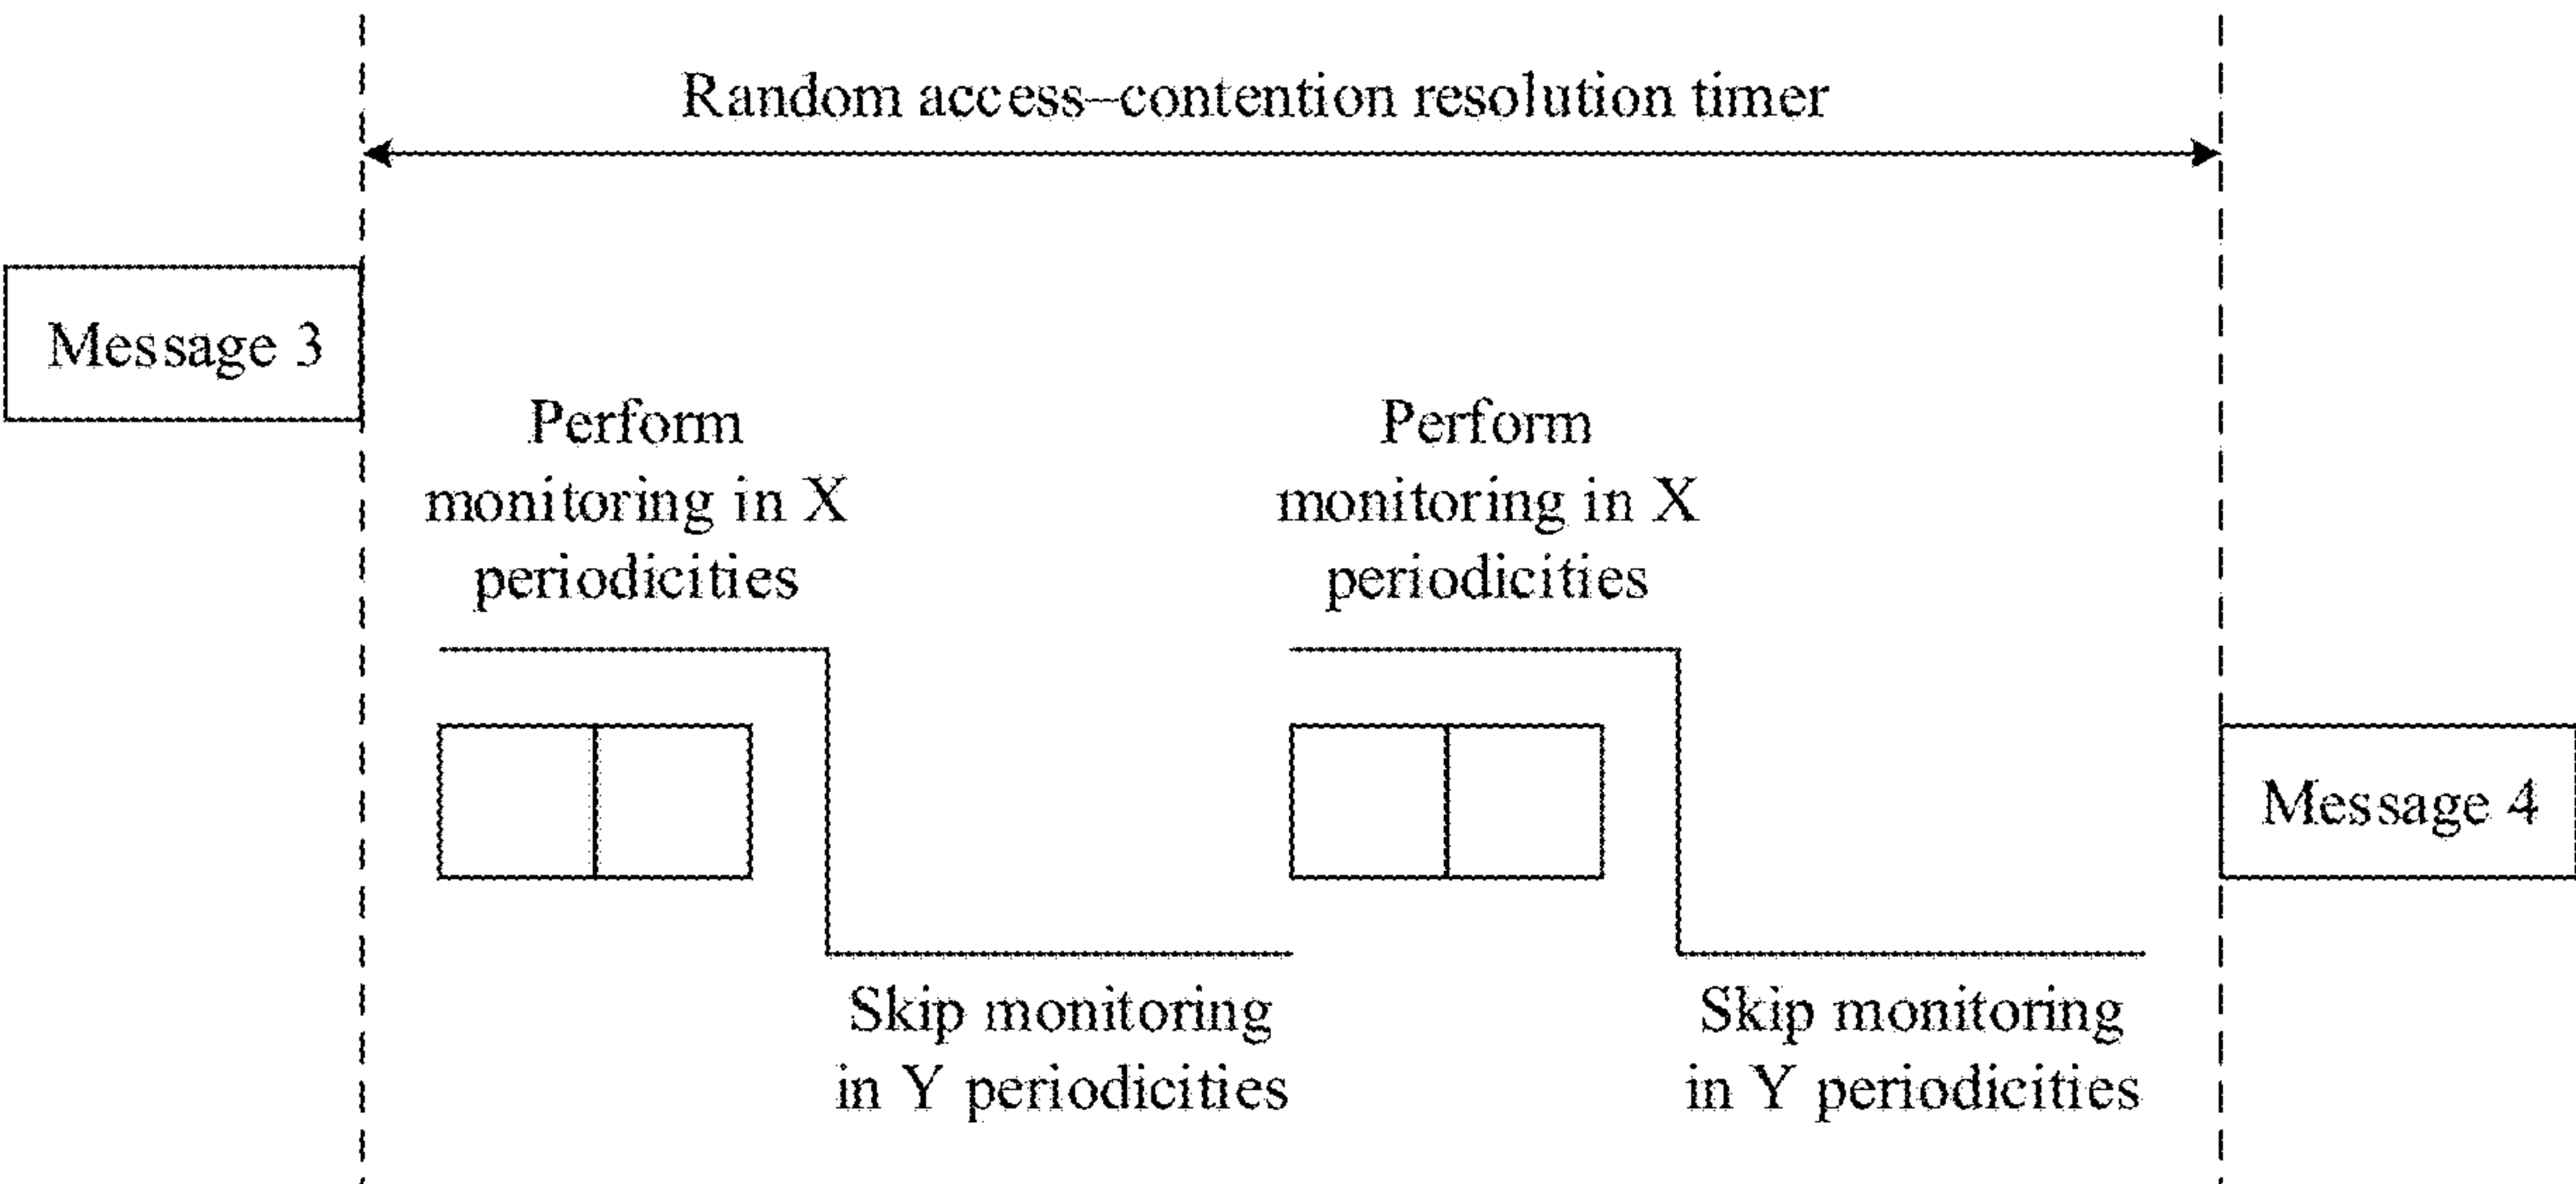 Random access–contention resolution timer
Message 3
Perform
monitoring in X
periodicities
Perform
monitoring in X
periodicities
Message 4
Skip monitoring
in Y periodicities
Skip monitoring
in Y periodicities